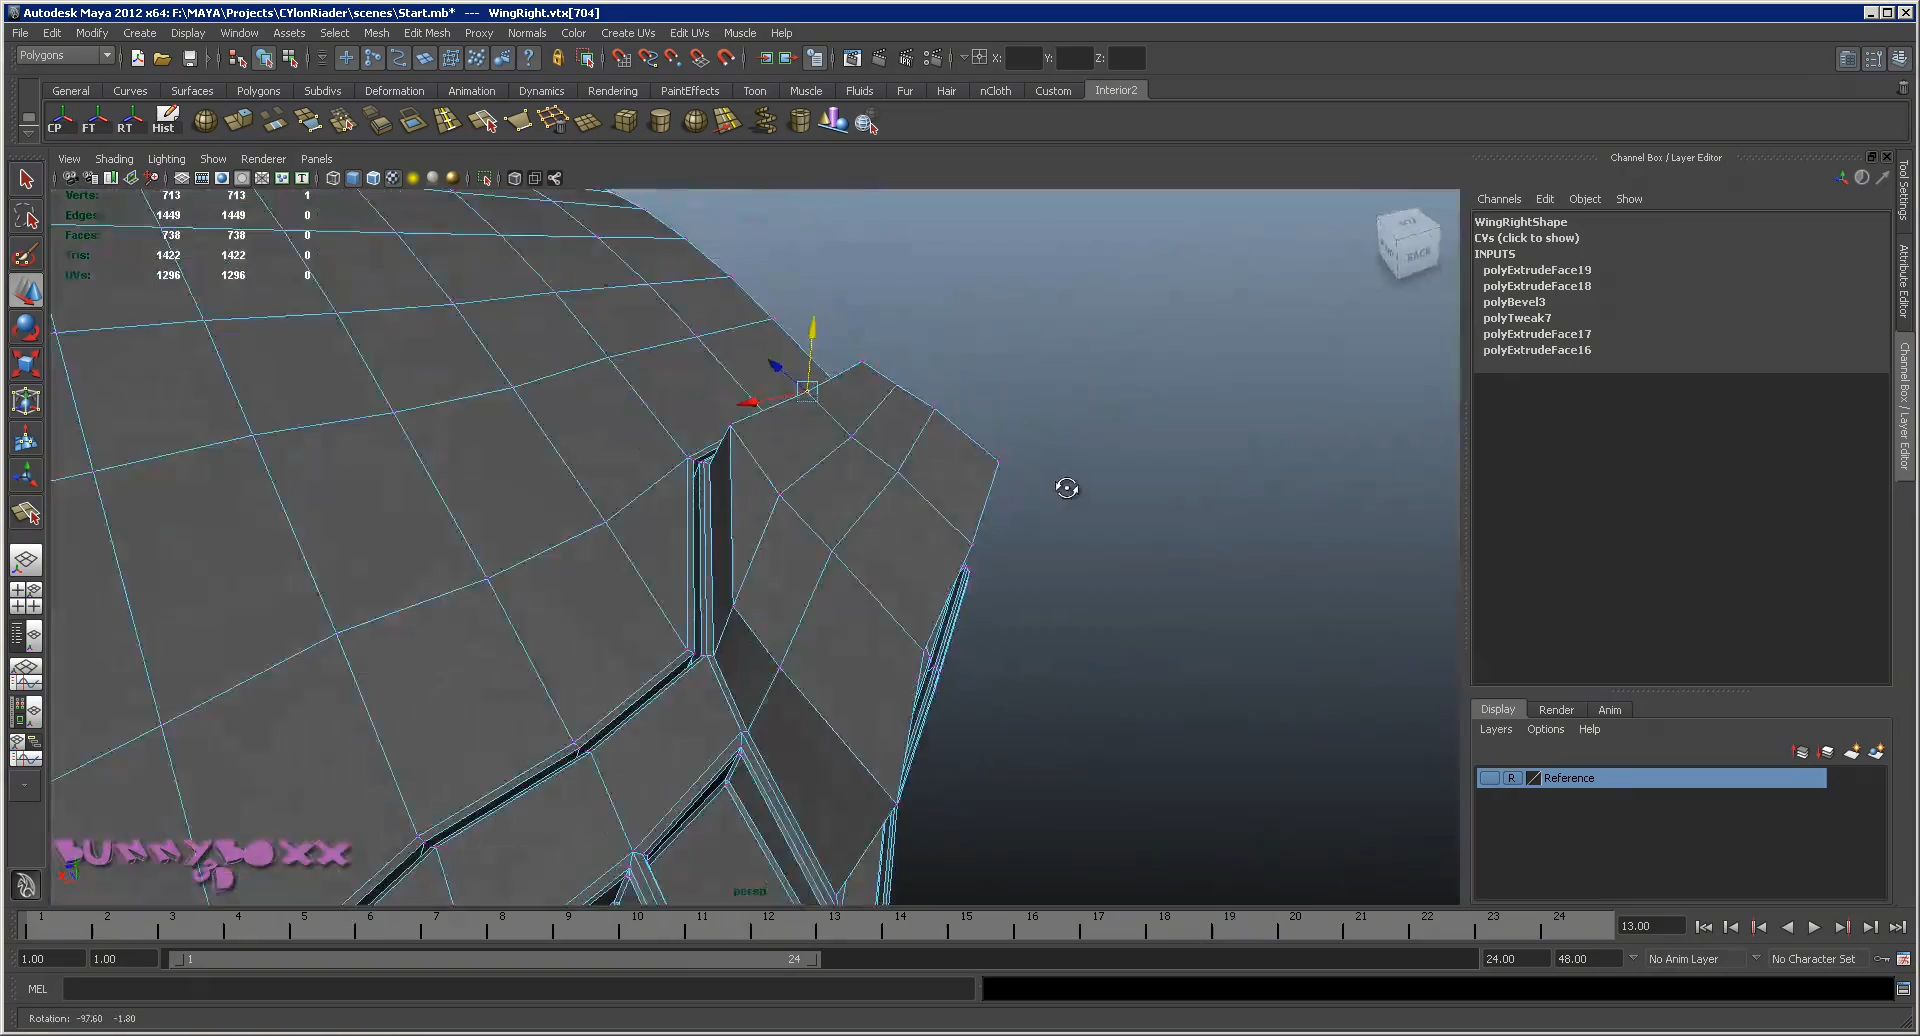 Autodesk Maya 2012 x64: F:\MAYA\Projects\CYlonRiader\scenes\Start.mb* --- WingRight.vtx[704]
File Edit Modify Create Display Window Assets Select Mesh Edit Mesh Proxy Normals Color Create UVs Edit UVs Muscle Help
Polygons X: Y: Z:
General Curves Surfaces Polygons Subdivs Deformation Animation Dynamics Rendering PaintEffects Toon Muscle Fluids Fur Hair nCloth Custom Interior2
CP FT RT Hist
View Shading Lighting Show Renderer Panels
Channel Box / Layer Editor
Verts: 713 713 1
Edges: 1449 1449 0
Faces: 738 738 0
Tris: 1422 1422 0
UVs: 1296 1296 0
BACK
Channels Edit Object Show
WingRightShape
CVs (click to show)
INPUTS
polyExtrudeFace19
polyExtrudeFace18
polyBevel3
polyTweak7
polyExtrudeFace17
polyExtrudeFace16
Tool Settings
Attribute Editor
Channel Box / Layer Editor
Display Render Anim
Layers Options Help
R Reference
BUNNYBOXX
3D
persp
1 2 3 4 5 6 7 8 9 10 11 12 13 14 15 16 17 18 19 20 21 22 23 24
13.00
1.00 1.00 1 24 24.00 48.00 No Anim Layer No Character Set
MEL
Rotation: -97.60 -1.80